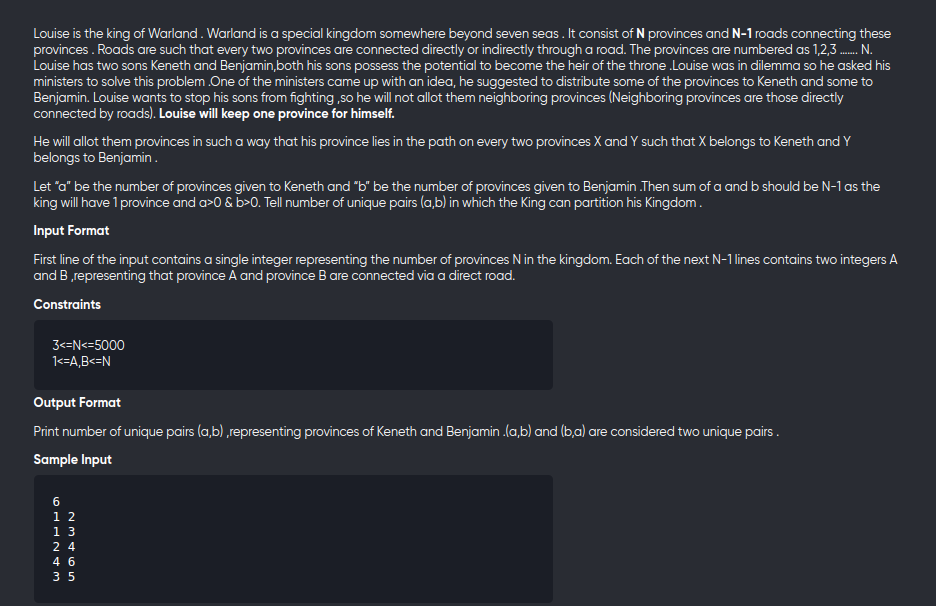 Louise is the king of Warland . Warland is a special kingdom somewhere beyond seven seas . It consist of N provinces and N-1 roads connecting these
provinces . Roads are such that every two provinces are connected directly or indirectly through a road. The provinces are numbered as 1,2,3 ....... N.
Louise has two sons Keneth and Benjamin,both his sons possess the potential to become the heir of the throne .Louise was in dilemma so he asked his
ministers to solve this problem .One of the ministers came up with an idea, he suggested to distribute some of the provinces to Keneth and some to
Benjamin. Louise wants to stop his sons from fighting ,so he will not allot them neighboring provinces (Neighboring provinces are those directly
connected by roads). Louise will keep one province for himself.
He will allot them provinces in such a way that his province lies in the path on every two provinces X and Y such that X belongs to Keneth and Y
belongs to Benjamin .
Let "a" be the number of provinces given to Keneth and "b" be the number of provinces given to Benjamin .Then sum of a and b should be N-1 as the
king will have 1 province and a>0 & b>0. Tell number of unique pairs (a,b) in which the King can partition his Kingdom .
Input Format
First line of the input contains a single integer representing the number of provinces N in the kingdom. Each of the next N-1 lines contains two integers A
and B ,representing that province A and province B are connected via a direct road.
Constraints
3<=N<=5000
1<=A,B<=N
Output Format
Print number of unique pairs (a,b) ,representing provinces of Keneth and Benjamin .(a,b) and (b,a) are considered two unique pairs .
Sample Input
6
1 2
1 3
2 4
4 6
3 5